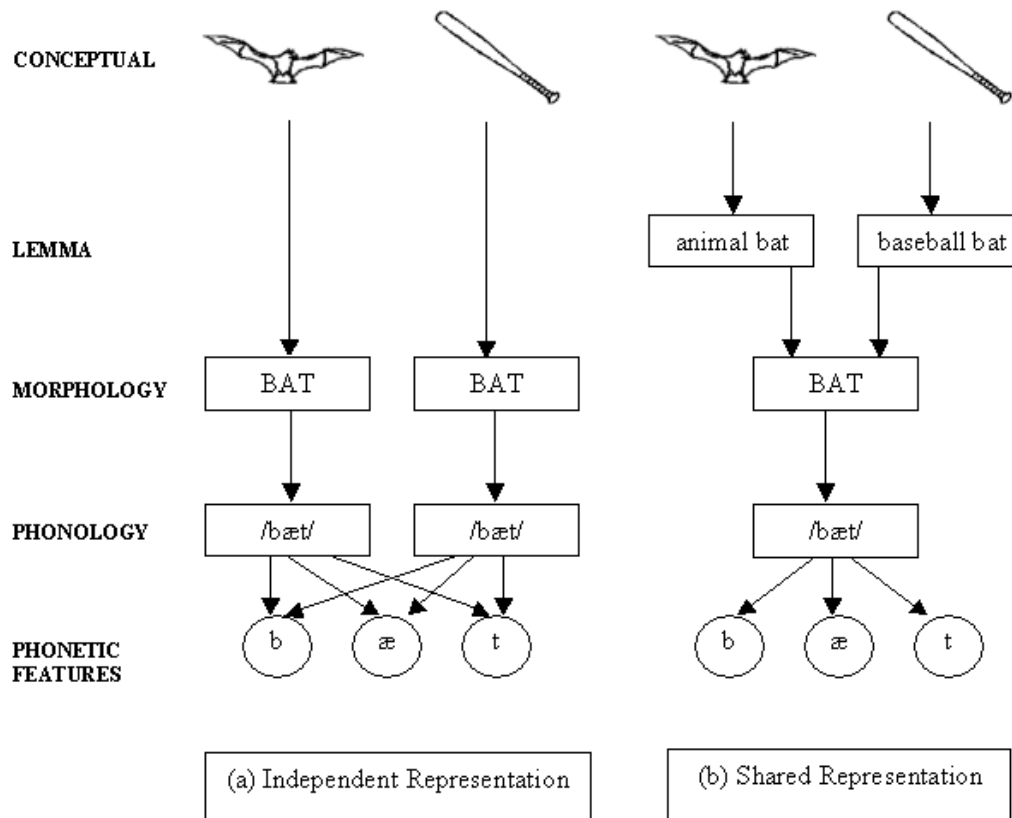 CONCEPTUAL
LEMMA
animal bat
baseball bat
MORPHOLOGY
BAT
BAT
BAT
PHONOLOGY
/bæt/
/bæt/
/bæt/
PHONETIC
FEATURES
b
æ
t
b
æ
t
(a) Independent Representation
(b) Shared Representation